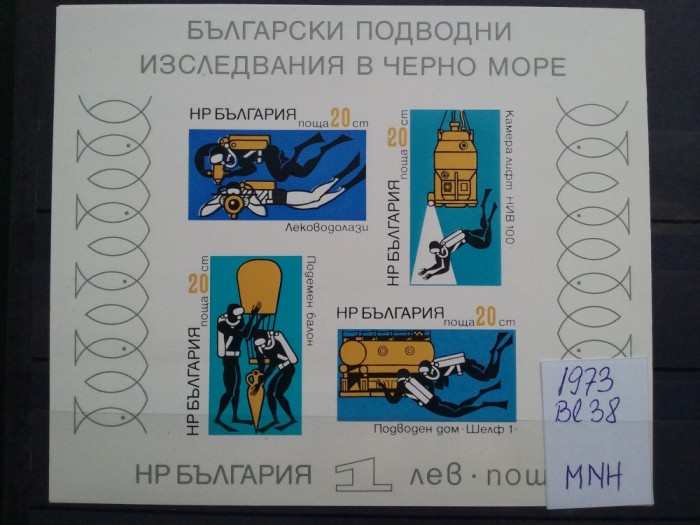 БЪЛГАРСКИ ПОДВОДНИ
ИЗСЛЕДВАНИЯ В ЧЕРНО МОРЕ
НР БЪЛГАРИЯ
поща 20 ст
Леководолази
НР БЪЛГАРИЯ
поща 20 ст
Камера лифт НИВ 100
НР БЪЛГАРИЯ
поща 20 ст
Подемен балон
НР БЪЛГАРИЯ
поща 20 ст
Подводен дом · Шелф 1
НР БЪЛГАРИЯ 1 лев · пощ
1973
Bl 38
MNH